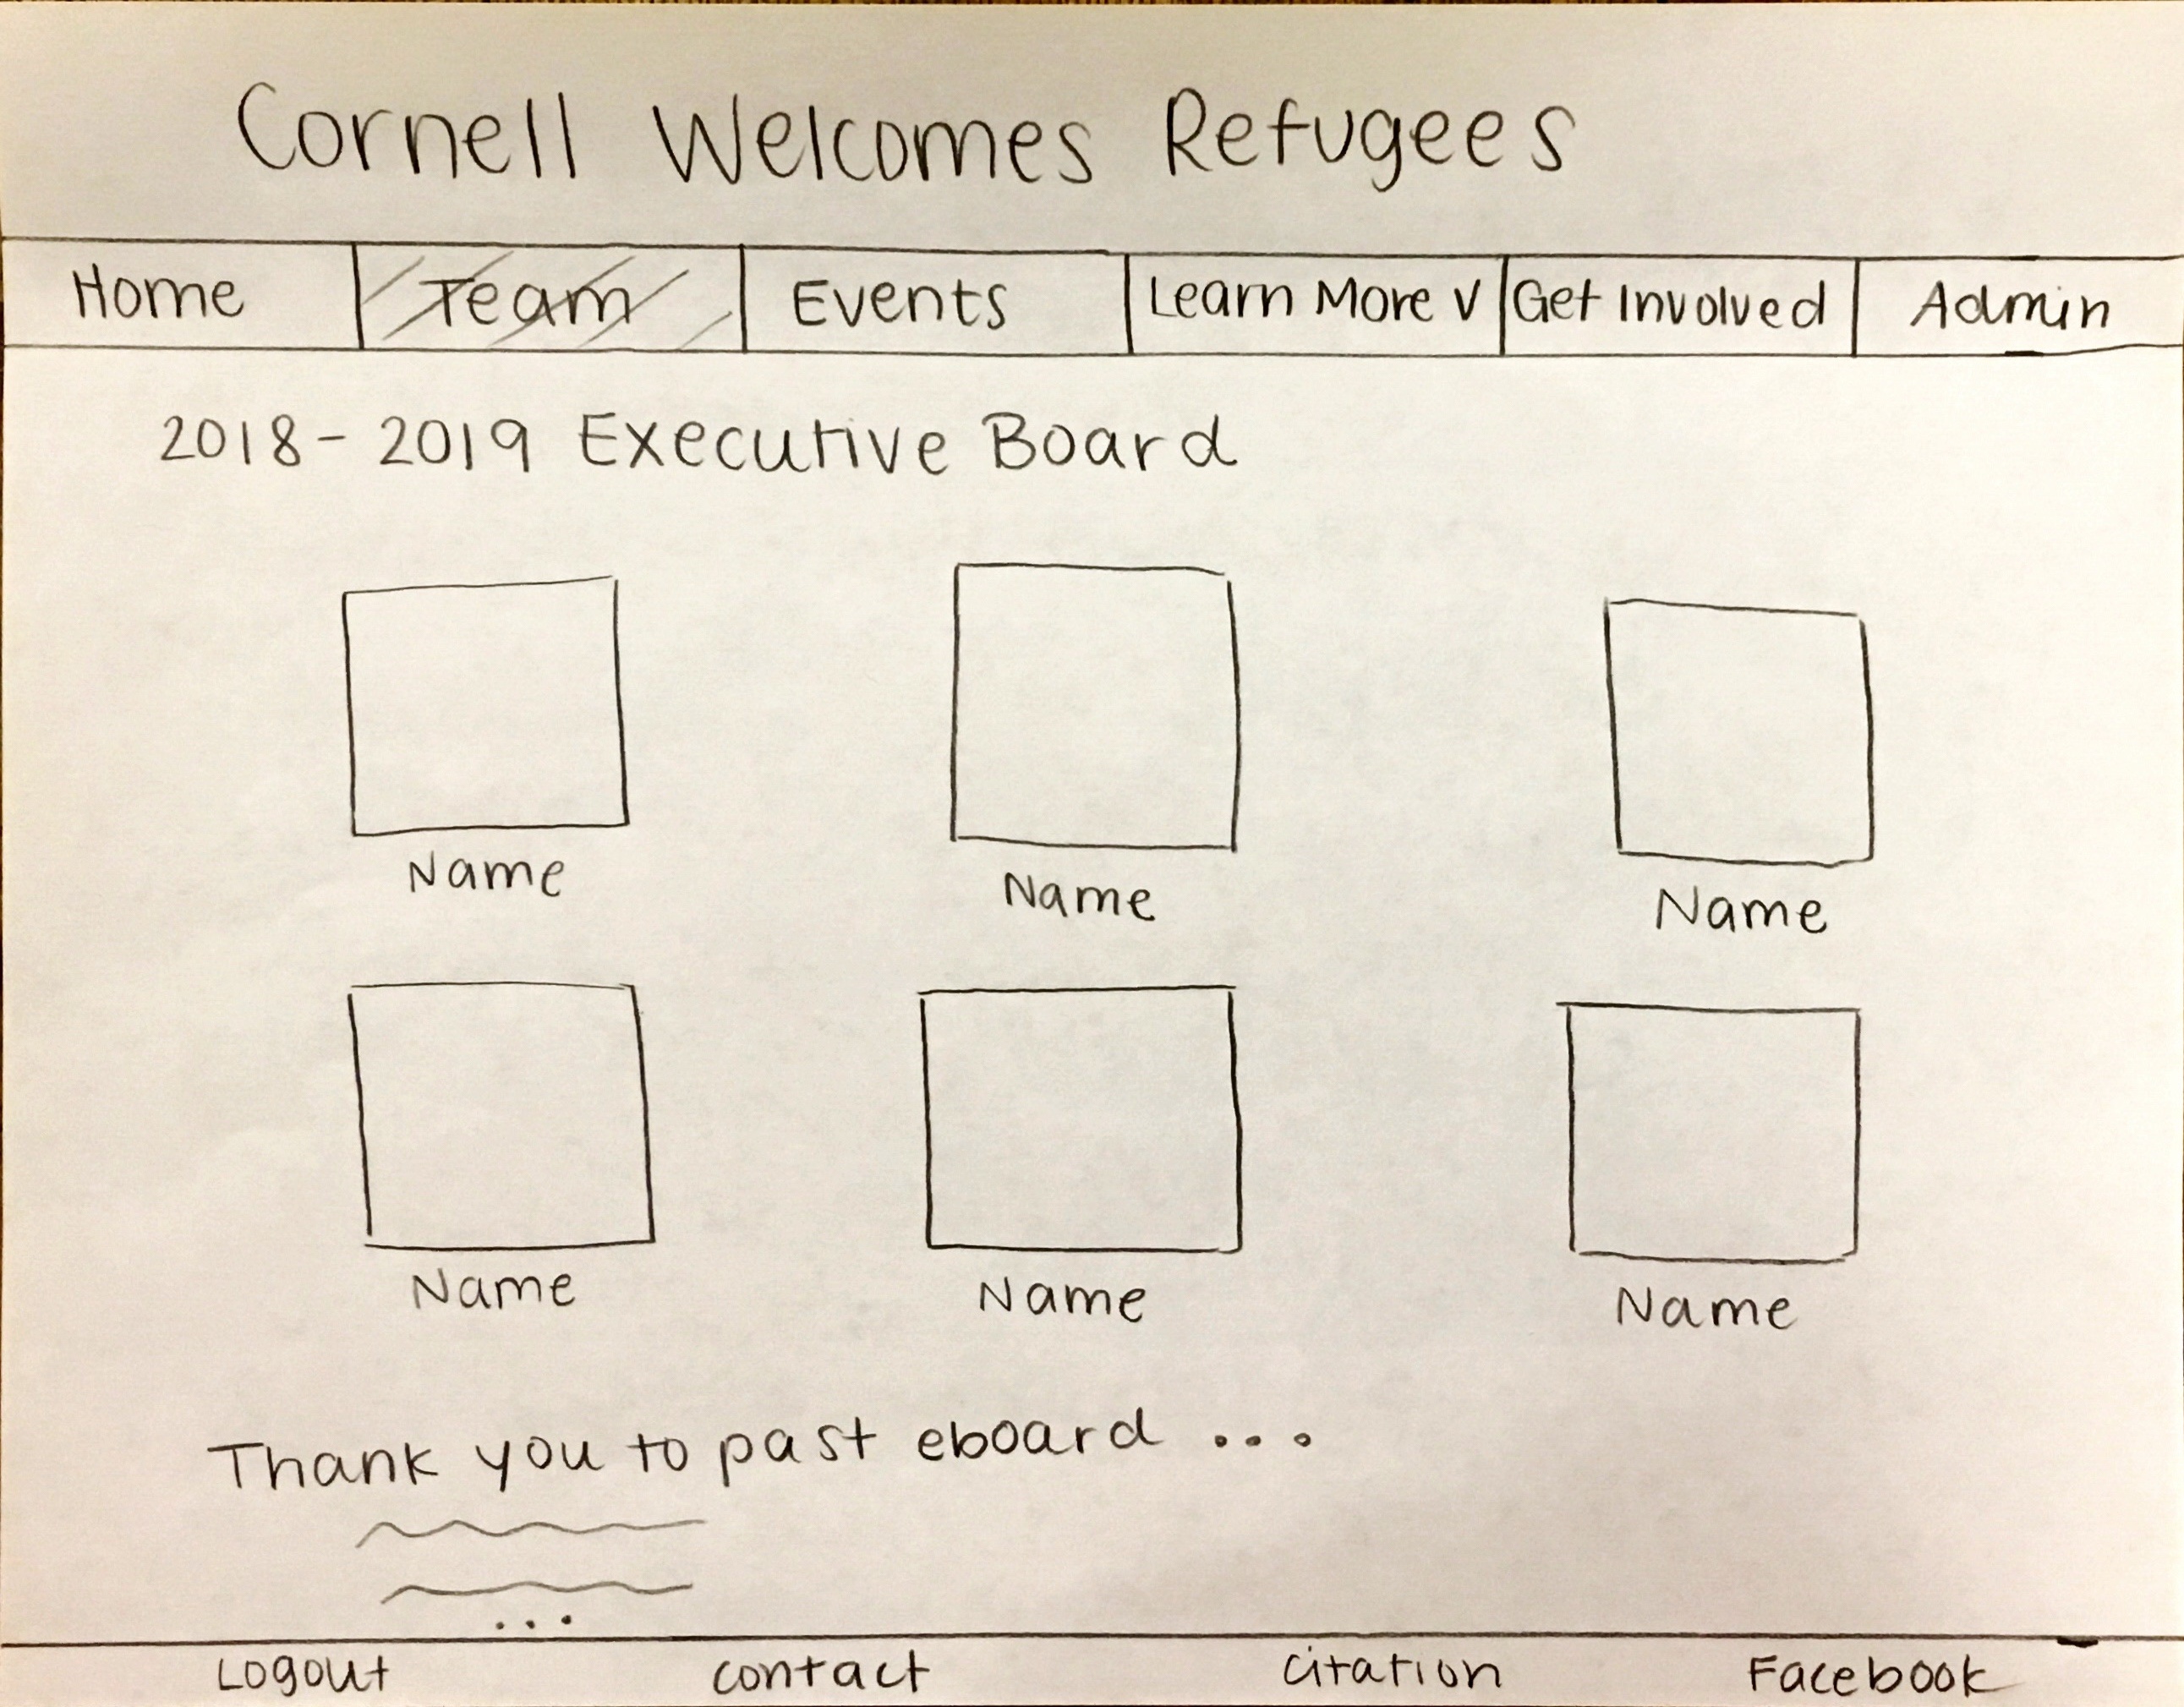 Cornell Welcomes Refugees
Home Team Events Learn More v Get Involved Admin
2018 - 2019 Executive Board
Name Name Name
Name Name Name
Thank you to past eboard ...
...
Logout contact citation Facebook